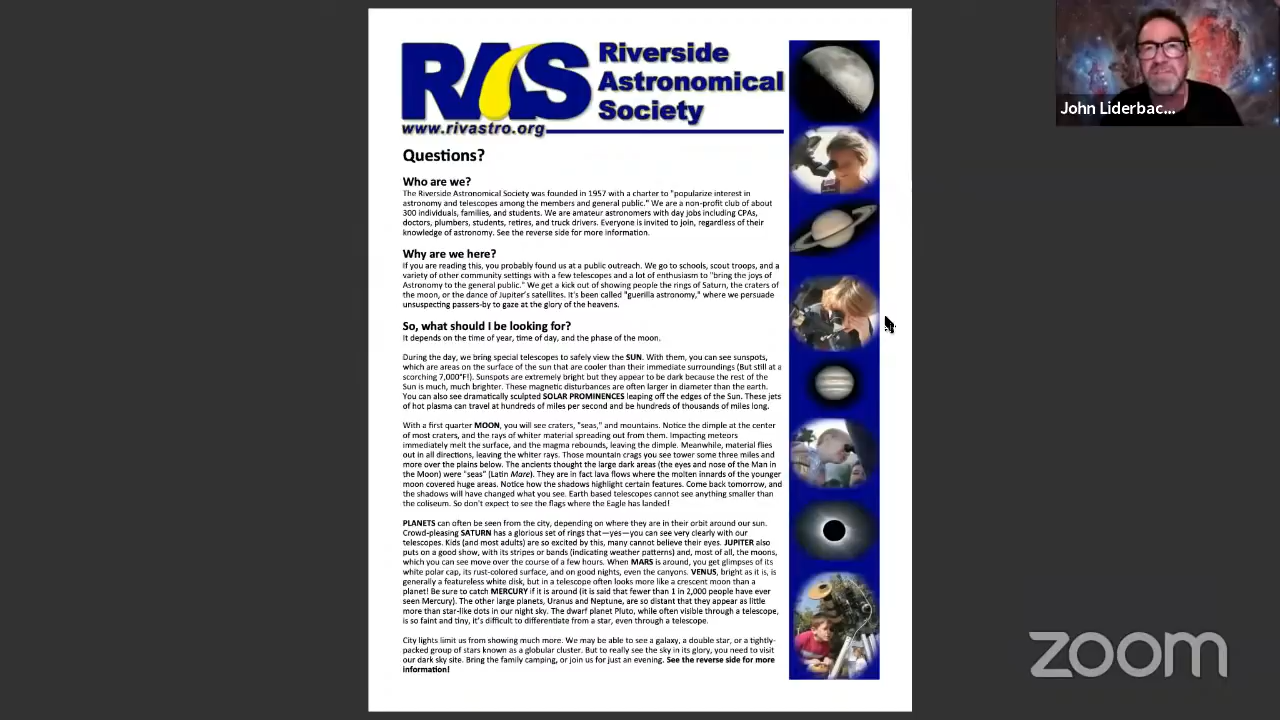 RAS
Riverside
Astronomical
Society
www.rivastro.org
Questions?
Who are we?
The Riverside Astronomical Society was founded in 1957 with a charter to "popularize interest in
astronomy and telescopes among the members and general public." We are a non-profit club of about
300 individuals, families, and students. We are amateur astronomers with day jobs including CPAs,
doctors, plumbers, students, retires, and truck drivers. Everyone is invited to join, regardless of their
knowledge of astronomy. See the reverse side for more information.
Why are we here?
If you are reading this, you probably found us at a public outreach. We go to schools, scout troops, and a
variety of other community settings with a few telescopes and a lot of enthusiasm to "bring the joys of
Astronomy to the general public." We get a kick out of showing people the rings of Saturn, the craters of
the moon, or the dance of Jupiter's satellites. It's been called "guerilla astronomy," where we persuade
unsuspecting passers-by to gaze at the glory of the heavens.
So, what should I be looking for?
It depends on the time of year, time of day, and the phase of the moon.
During the day, we bring special telescopes to safely view the SUN. With them, you can see sunspots,
which are areas on the surface of the sun that are cooler than their immediate surroundings (But still at a
scorching 7,000°F!). Sunspots are extremely bright but they appear to be dark because the rest of the
Sun is much, much brighter. These magnetic disturbances are often larger in diameter than the earth.
You can also see dramatically sculpted SOLAR PROMINENCES leaping off the edges of the Sun. These jets
of hot plasma can travel at hundreds of miles per second and be hundreds of thousands of miles long.
With a first quarter MOON, you will see craters, "seas," and mountains. Notice the dimple at the center
of most craters, and the rays of whiter material spreading out from them. Impacting meteors
immediately melt the surface, and the magma rebounds, leaving the dimple. Meanwhile, material flies
out in all directions, leaving the whiter rays. Those mountain crags you see tower some three miles and
more over the plains below. The ancients thought the large dark areas (the eyes and nose of the Man in
the Moon) were "seas" (Latin Mare). They are in fact lava flows where the molten innards of the younger
moon covered huge areas. Notice how the shadows highlight certain features. Come back tomorrow, and
the shadows will have changed what you see. Earth based telescopes cannot see anything smaller than
the coliseum. So don't expect to see the flags where the Eagle has landed!
PLANETS can often be seen from the city, depending on where they are in their orbit around our sun.
Crowd-pleasing SATURN has a glorious set of rings that—yes—you can see very clearly with our
telescopes. Kids (and most adults) are so excited by this, many cannot believe their eyes. JUPITER also
puts on a good show, with its stripes or bands (indicating weather patterns) and, most of all, the moons,
which you can see move over the course of a few hours. When MARS is around, you get glimpses of its
white polar cap, its rust-colored surface, and on good nights, even the canyons. VENUS, bright as it is, is
generally a featureless white disk, but in a telescope often looks more like a crescent moon than a
planet! Be sure to catch MERCURY if it is around (it is said that fewer than 1 in 2,000 people have ever
seen Mercury). The other large planets, Uranus and Neptune, are so distant that they appear as little
more than star-like dots in our night sky. The dwarf planet Pluto, while often visible through a telescope,
is so faint and tiny, it's difficult to differentiate from a star, even through a telescope.
City lights limit us from showing much more. We may be able to see a galaxy, a double star, or a tightly-
packed group of stars known as a globular cluster. But to really see the sky in its glory, you need to visit
our dark sky site. Bring the family camping, or join us for just an evening. See the reverse side for more
information!
John Liderbac...
zoom